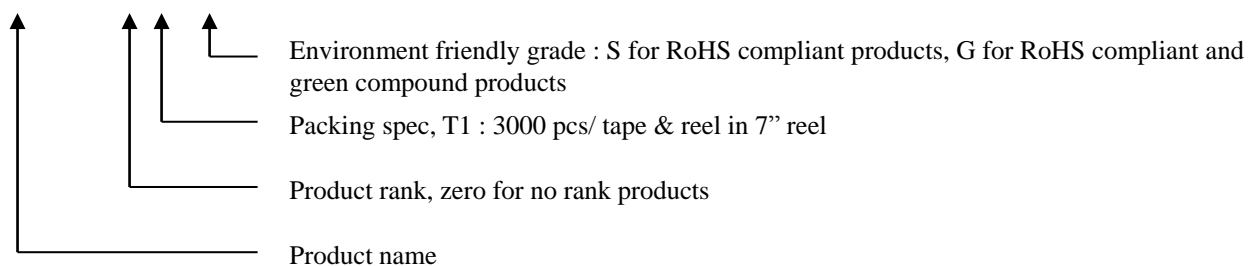 Environment friendly grade : S for RoHS compliant products, G for RoHS compliant and
green compound products
Packing spec, T1 : 3000 pcs/ tape & reel in 7” reel
Product rank, zero for no rank products
Product name